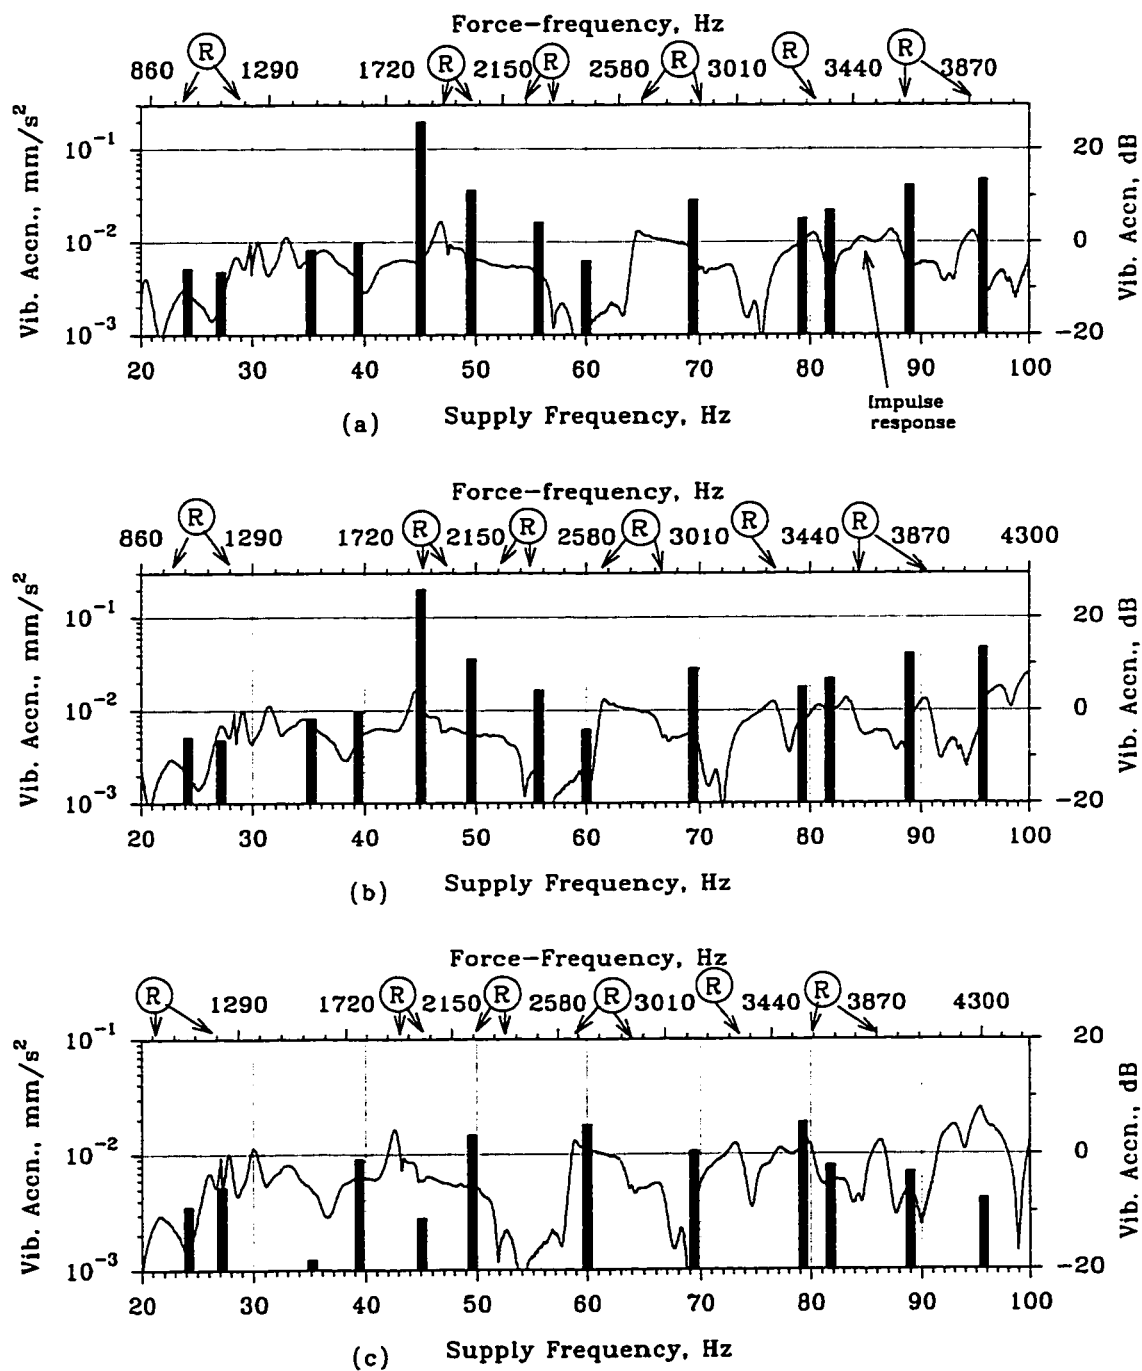 Force-frequency, Hz
860 R 1290 1720 R 2150 R 2580 R 3010 R 3440 R 3870
Vib. Accn., mm/s²
10⁻¹
10⁻²
10⁻³
20
0
-20
Vib. Accn., dB
20 30 40 50 60 70 80 90 100
(a) Supply Frequency, Hz
Impulse
response
Force-frequency, Hz
860 R 1290 1720 R 2150 R 2580 R 3010 R 3440 R 3870 4300
Vib. Accn., mm/s²
10⁻¹
10⁻²
10⁻³
20
0
-20
Vib. Accn., dB
20 30 40 50 60 70 80 90 100
(b) Supply Frequency, Hz
Force-Frequency, Hz
R 1290 1720 R 2150 R 2580 R 3010 R 3440 R 3870 4300
Vib. Accn., mm/s²
10⁻¹
10⁻²
10⁻³
20
0
-20
Vib. Accn., dB
20 30 40 50 60 70 80 90 100
(c) Supply Frequency, Hz